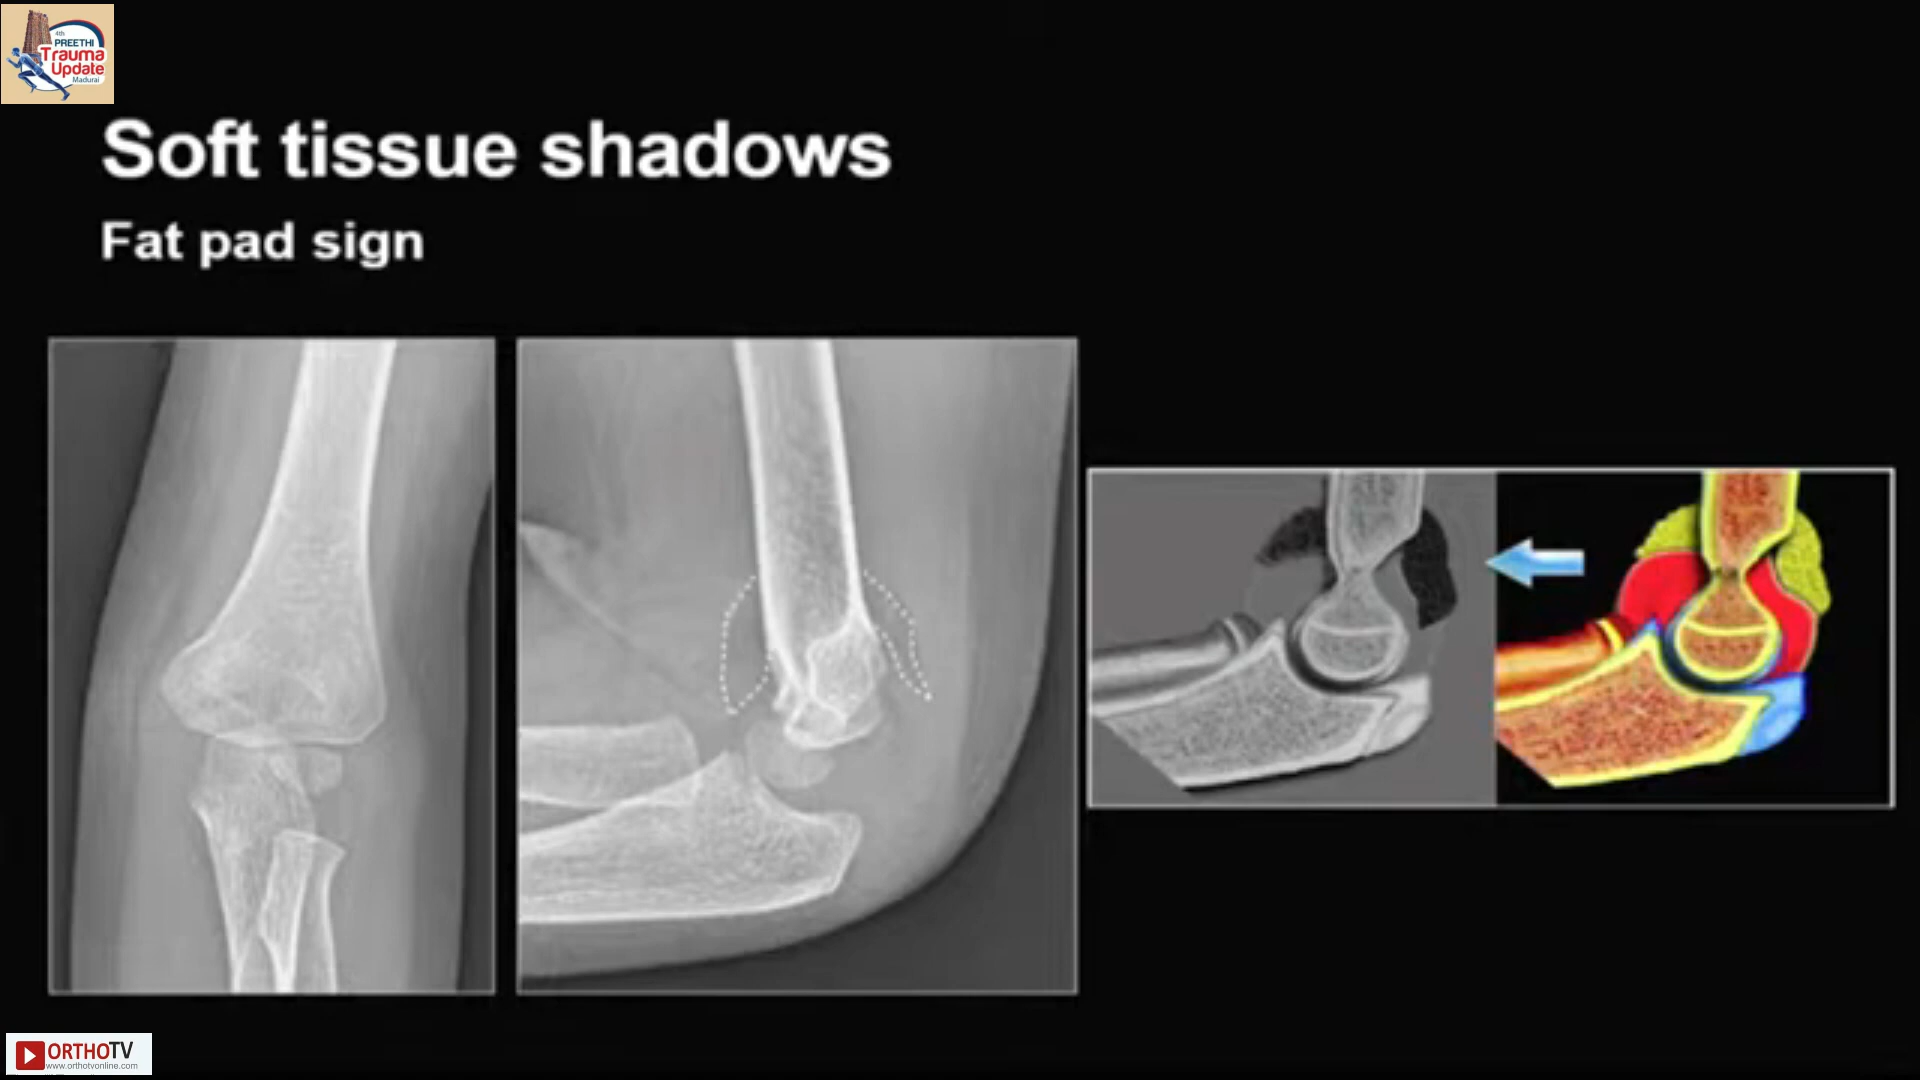 4th
PREETHI
Trauma
Update
Madurai
Soft tissue shadows
Fat pad sign
ORTHOTV
www.orthotvonline.com